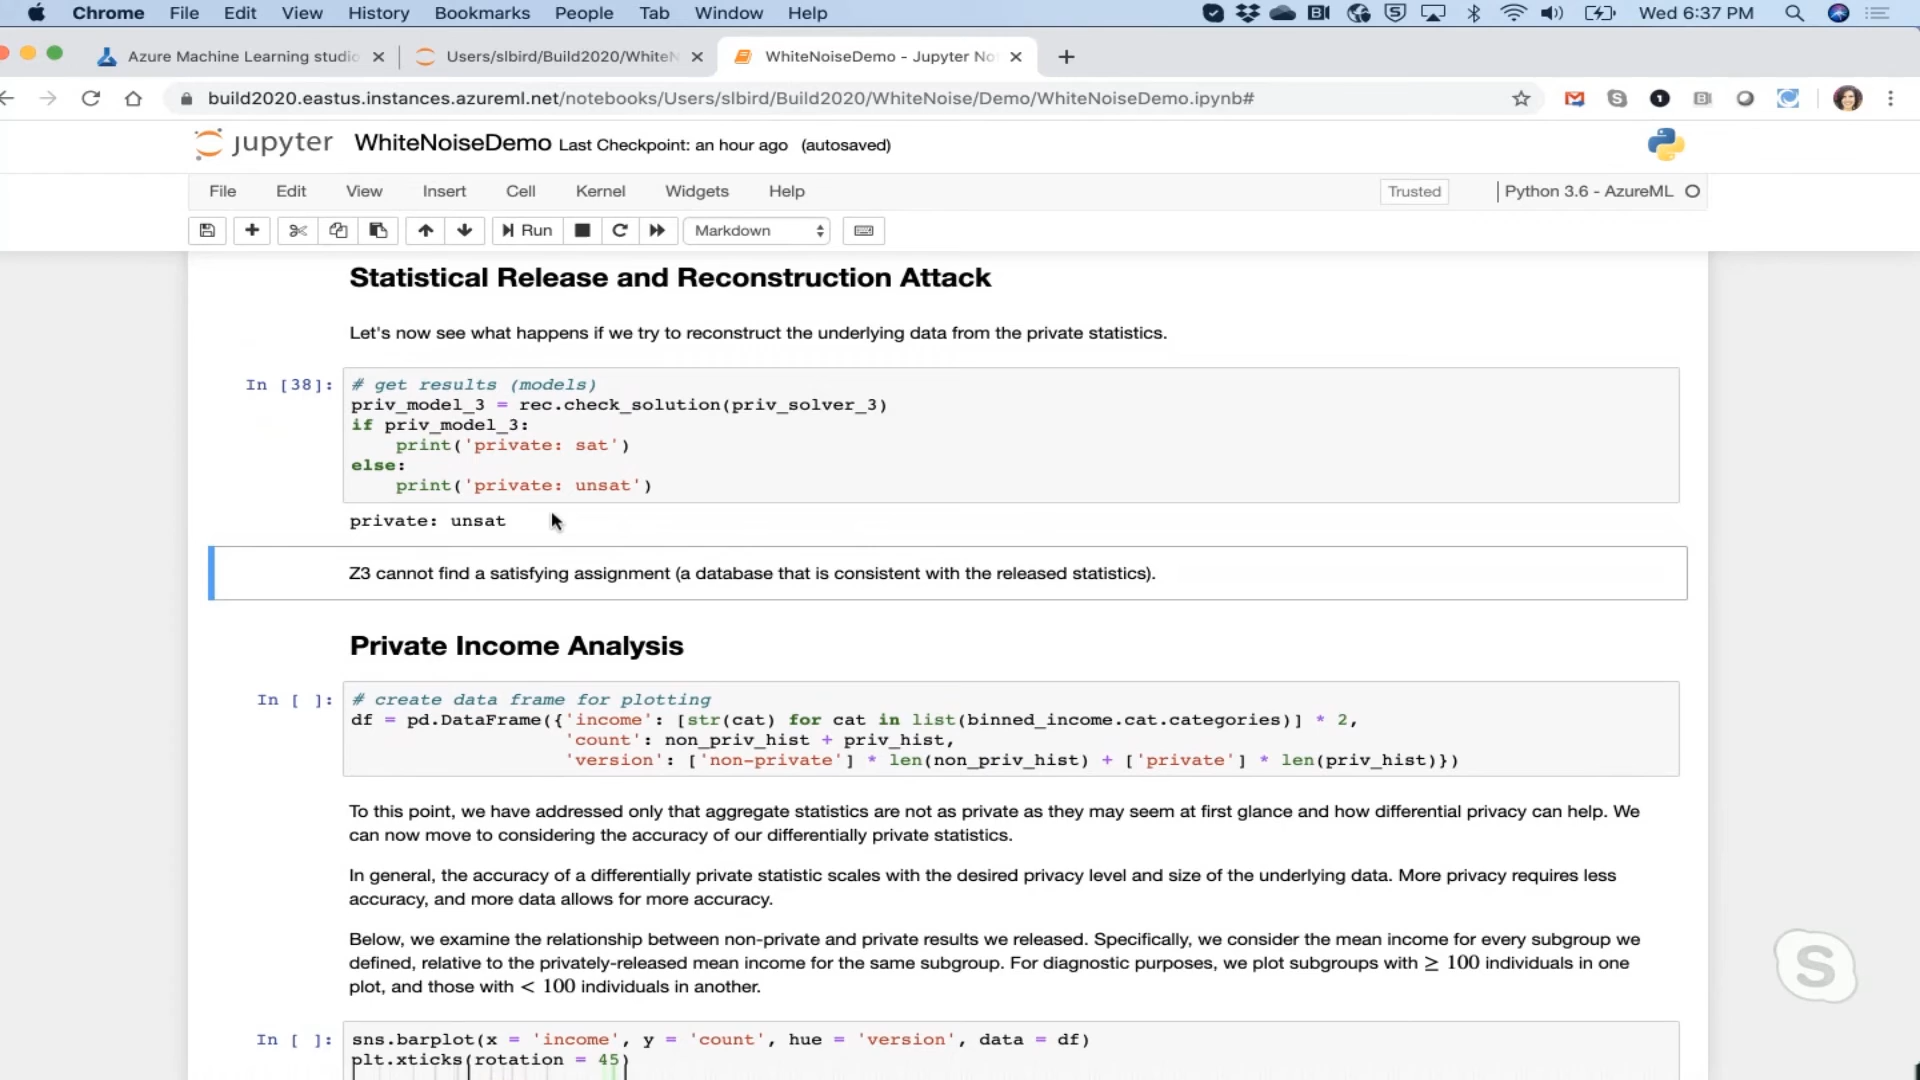 Chrome File Edit View History Bookmarks People Tab Window Help Wed 6:37 PM
Azure Machine Learning studio Users/slbird/Build2020/WhiteN WhiteNoiseDemo - Jupyter No
build2020.eastus.instances.azureml.net/notebooks/Users/slbird/Build2020/WhiteNoise/Demo/WhiteNoiseDemo.ipynb#
jupyter WhiteNoiseDemo Last Checkpoint: an hour ago (autosaved)
File Edit View Insert Cell Kernel Widgets Help Trusted Python 3.6 - AzureML
Run Markdown
Statistical Release and Reconstruction Attack
Let's now see what happens if we try to reconstruct the underlying data from the private statistics.
In [38]: # get results (models)
priv_model_3 = rec.check_solution(priv_solver_3)
if priv_model_3:
    print('private: sat')
else:
    print('private: unsat')
private: unsat
Z3 cannot find a satisfying assignment (a database that is consistent with the released statistics).
Private Income Analysis
In [ ]: # create data frame for plotting
df = pd.DataFrame({'income': [str(cat) for cat in list(binned_income.cat.categories)] * 2,
'count': non_priv_hist + priv_hist,
'version': ['non-private'] * len(non_priv_hist) + ['private'] * len(priv_hist)})
To this point, we have addressed only that aggregate statistics are not as private as they may seem at first glance and how differential privacy can help. We
can now move to considering the accuracy of our differentially private statistics.
In general, the accuracy of a differentially private statistic scales with the desired privacy level and size of the underlying data. More privacy requires less
accuracy, and more data allows for more accuracy.
Below, we examine the relationship between non-private and private results we released. Specifically, we consider the mean income for every subgroup we
defined, relative to the privately-released mean income for the same subgroup. For diagnostic purposes, we plot subgroups with ≥ 100 individuals in one
plot, and those with < 100 individuals in another.
In [ ]: sns.barplot(x = 'income', y = 'count', hue = 'version', data = df)
plt.xticks(rotation = 45)